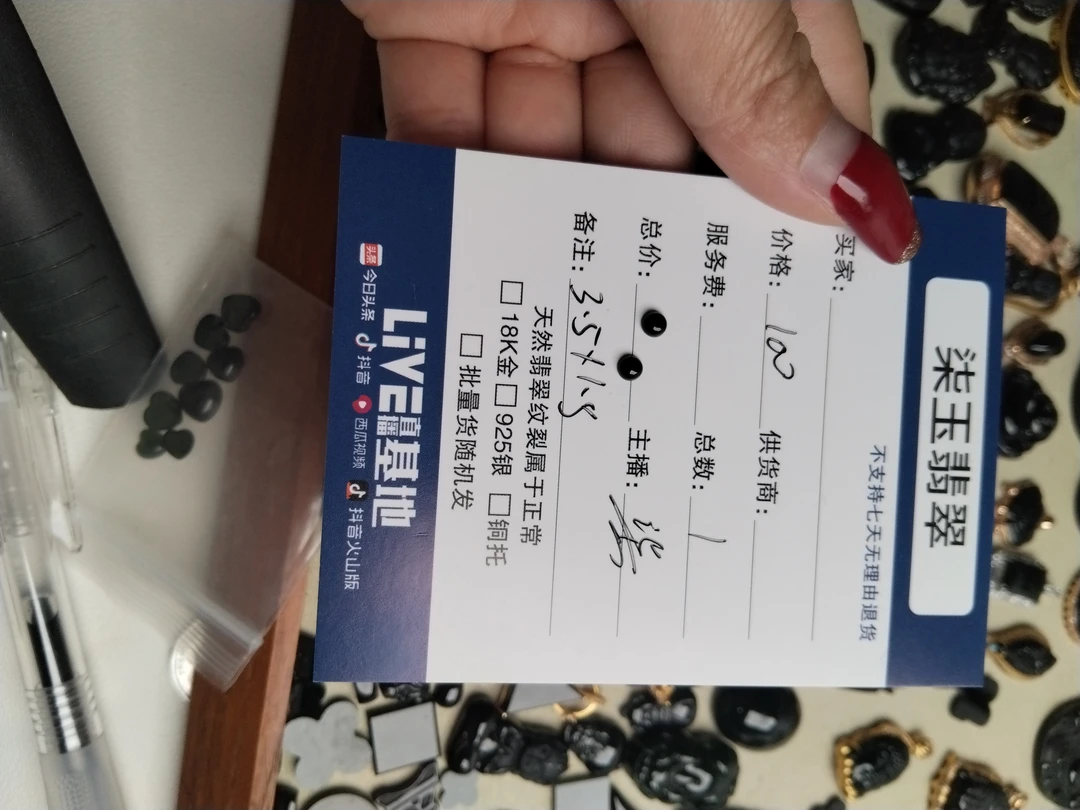 柒玉翡翠
不支持七天无理由退货
买家：
价格：100 供货商：
服务费： 总数：1
总价： 主播：
备注：3.5×1.5
天然翡翠纹裂属于正常
□18K金□925银□铜托
□批量货随机发
LiVE直播基地
今日头条 抖音 西瓜视频 抖音火山版
头条